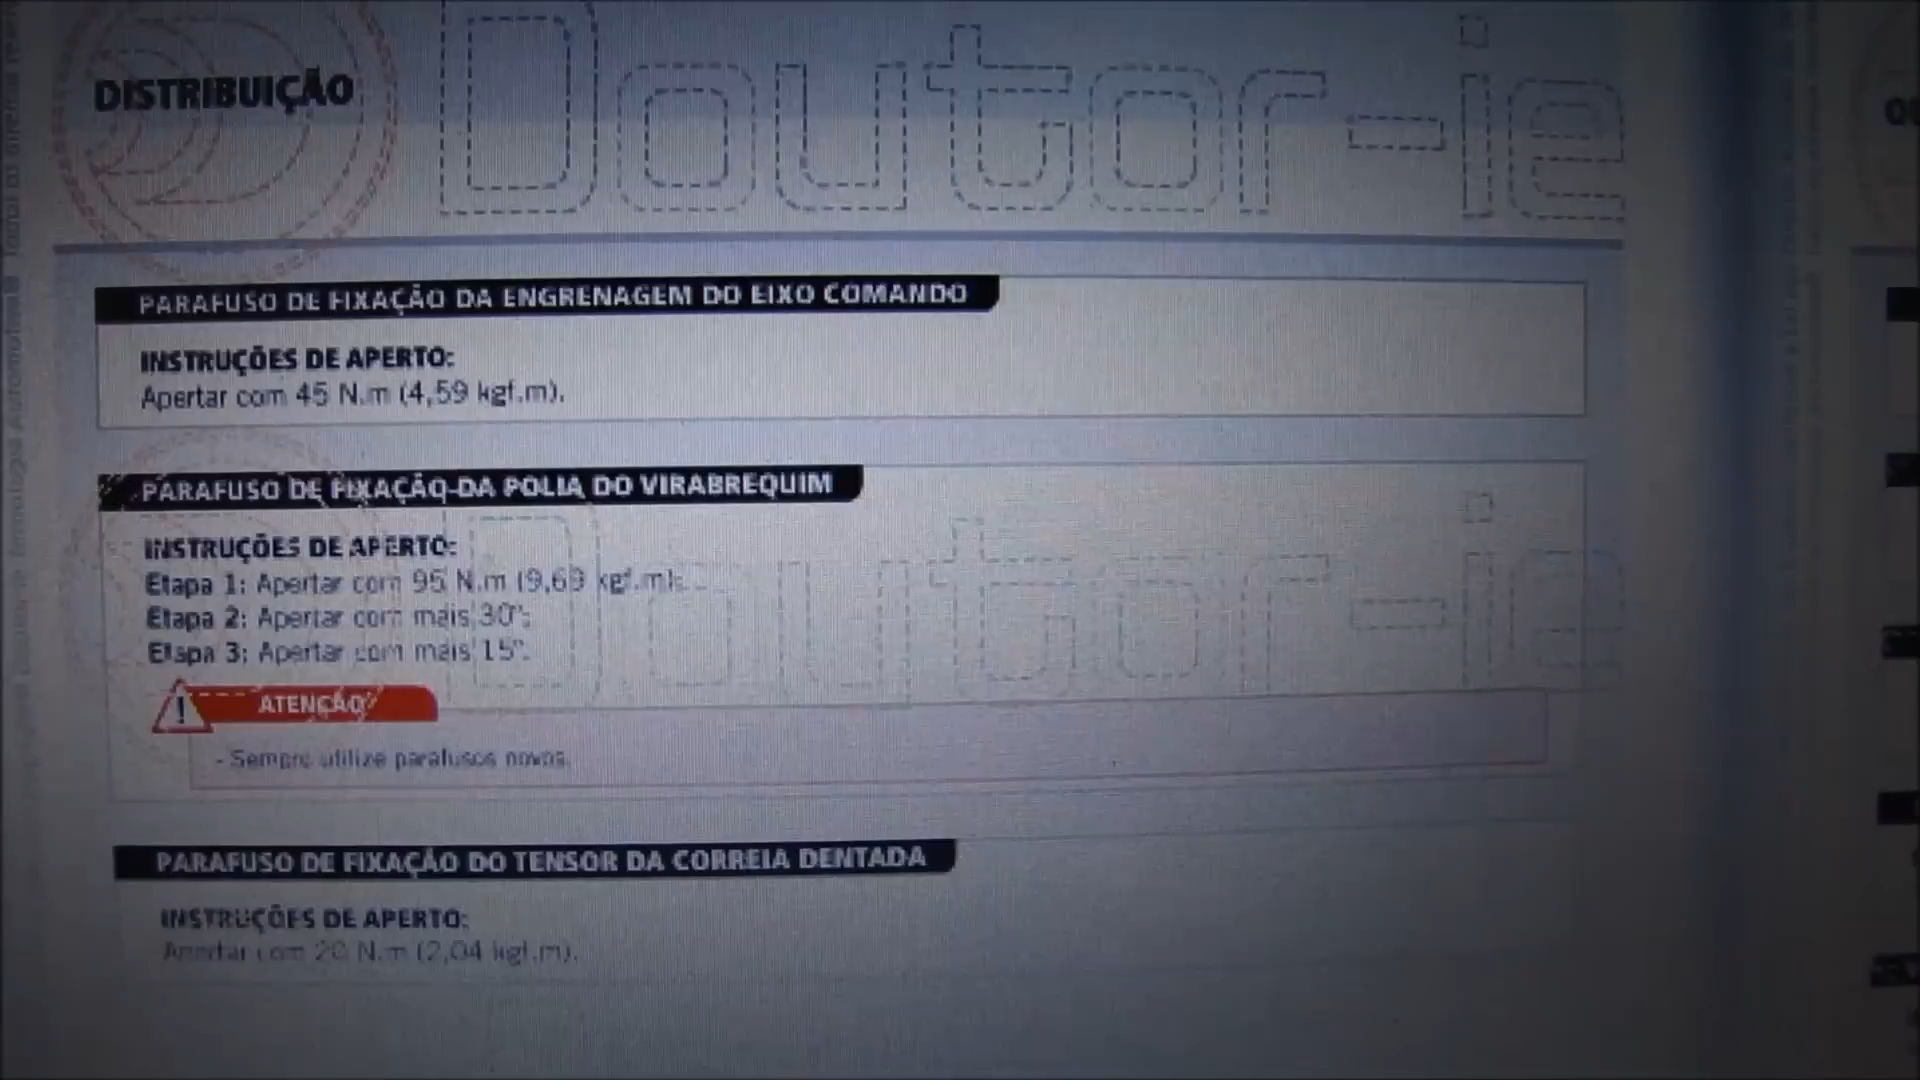 Doutor-ie
DISTRIBUIÇÃO
PARAFUSO DE FIXAÇÃO DA ENGRENAGEM DO EIXO COMANDO
INSTRUÇÕES DE APERTO:
Apertar com 45 N.m (4,59 kgf.m).
PARAFUSO DE FIXAÇÃO DA POLIA DO VIRABREQUIM
INSTRUÇÕES DE APERTO:
Etapa 1: Apertar com 95 N.m (9,69 kgf.m);
Etapa 2: Apertar com mais 30°;
Etapa 3: Apertar com mais 15°.
Doutor-ie
! ATENÇÃO
- Sempre utilize parafusos novos.
PARAFUSO DE FIXAÇÃO DO TENSOR DA CORREIA DENTADA
INSTRUÇÕES DE APERTO:
Apertar com 20 N.m (2,04 kgf.m).